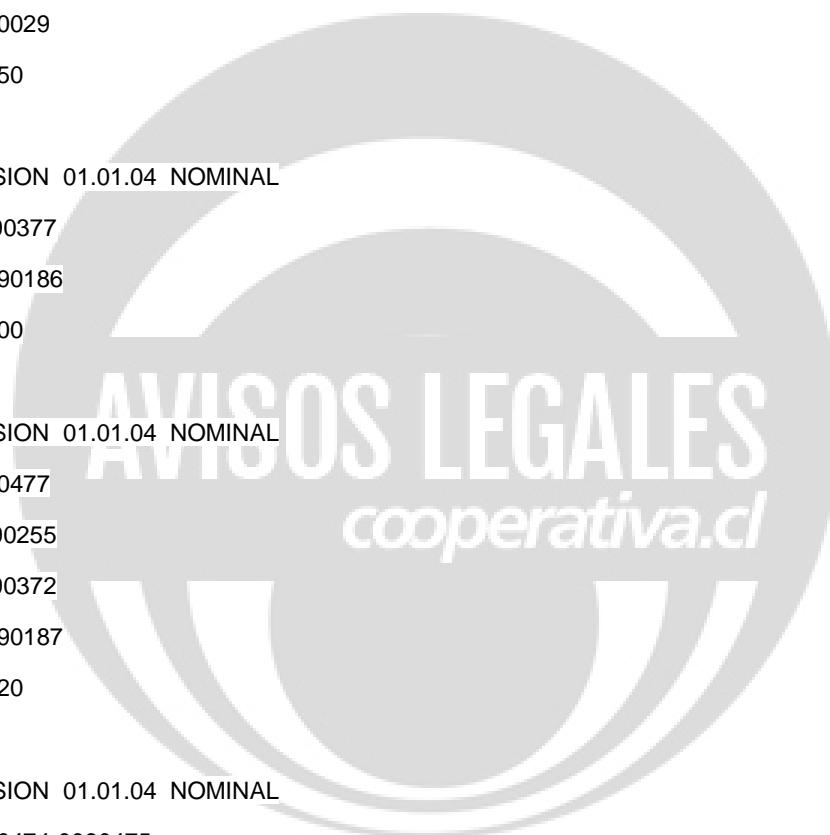 0029
50
SION 01.01.04 NOMINAL
00377
90186
00
AVISOS LEGALES
SION 01.01.04 NOMINAL
0477
cooperativa.cl
00255
00372
90187
20
SION 01.01.04 NOMINAL